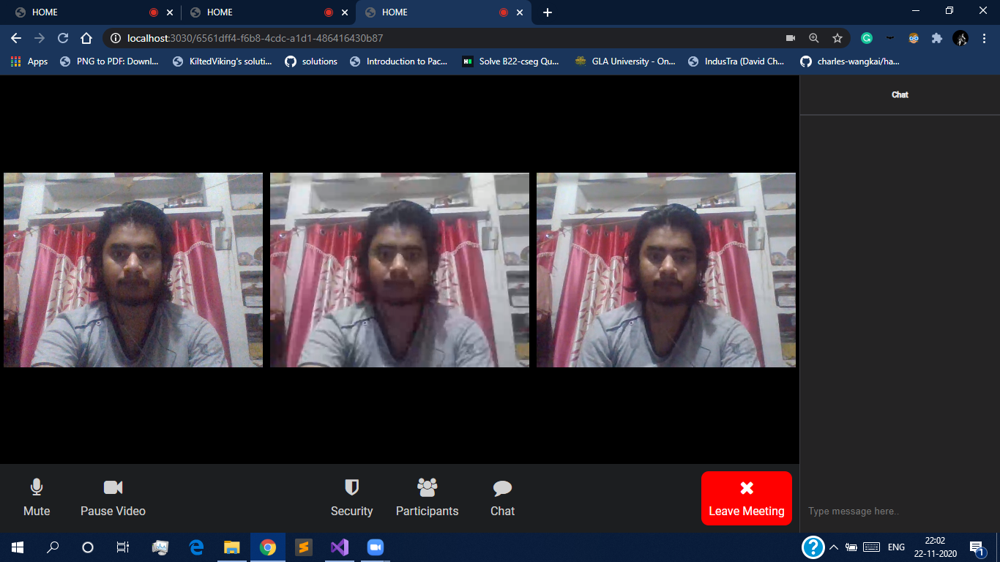 HOME
HOME
HOME
localhost:3030/6561dff4-f6b8-4cdc-a1d1-486416430b87
Apps
PNG to PDF: Downl...
KiltedViking's soluti...
solutions
Introduction to Pac...
Solve B22-cseg Qu...
GLA University - On...
IndusTra (David Ch...
charles-wangkai/ha...
Chat
Mute
Pause Video
Security
Participants
Chat
Leave Meeting
Type message here..
ENG
22:02
22-11-2020
1